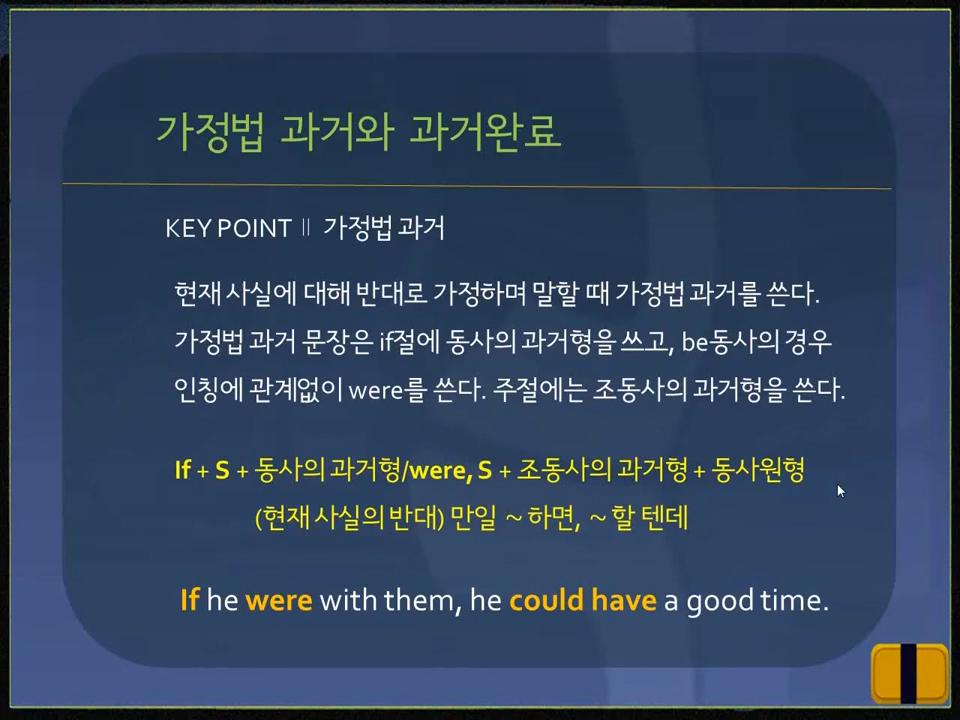 가정법 과거와 과거완료
KEY POINT Ⅱ 가정법 과거
현재 사실에 대해 반대로 가정하며 말할 때 가정법 과거를 쓴다.
가정법 과거 문장은 if절에 동사의 과거형을 쓰고, be동사의 경우
인칭에 관계없이 were를 쓴다. 주절에는 조동사의 과거형을 쓴다.
If + S + 동사의 과거형/were, S + 조동사의 과거형 + 동사원형
(현재 사실의 반대) 만일 ~ 하면, ~ 할 텐데
If he were with them, he could have a good time.